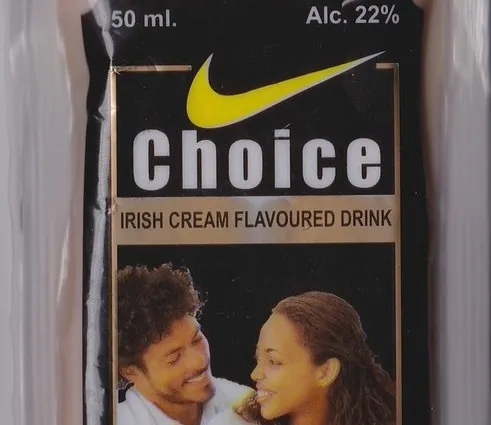 50 ml.
Alc. 22%
Choice
IRISH CREAM FLAVOURED DRINK